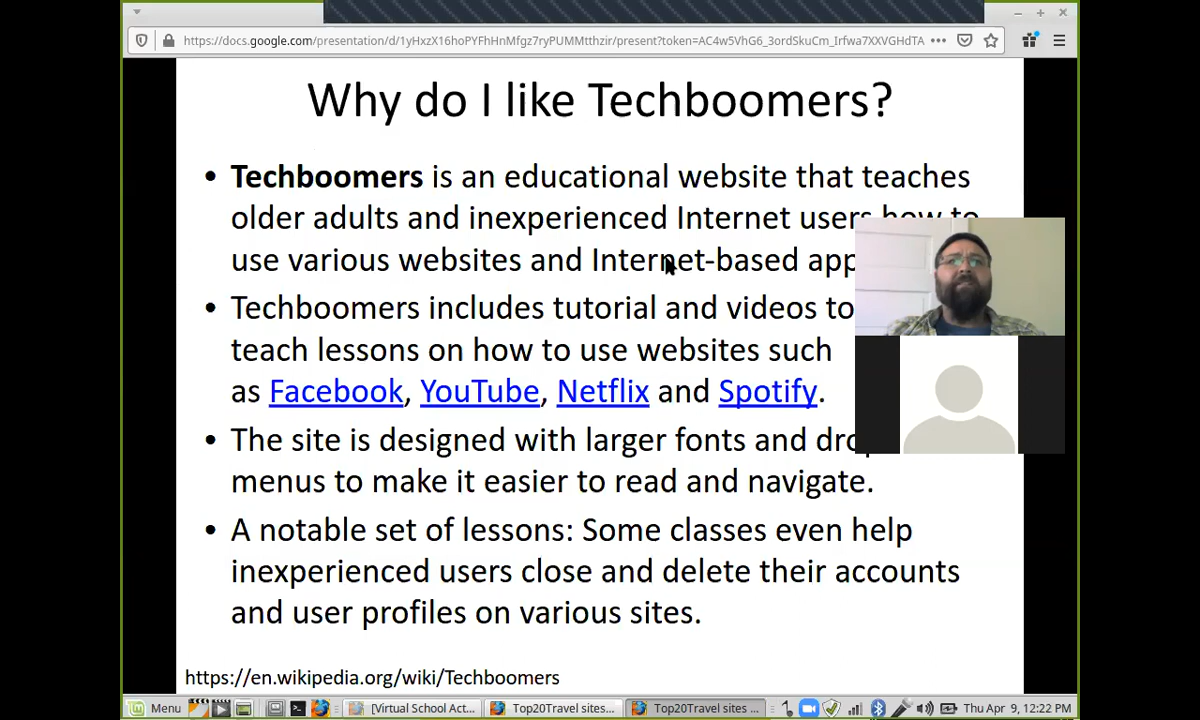 https://docs.google.com/presentation/d/1yHxzX16hoPYFhHnMfgz7ryPUMMtthzir/present?token=AC4w5VhG6_3ordSkuCm_Irfwa7XXVGHdTA
Why do I like Techboomers?
• Techboomers is an educational website that teaches
older adults and inexperienced Internet users how to
use various websites and Internet-based app
• Techboomers includes tutorial and videos to
teach lessons on how to use websites such
as Facebook, YouTube, Netflix and Spotify.
• The site is designed with larger fonts and drop
menus to make it easier to read and navigate.
• A notable set of lessons: Some classes even help
inexperienced users close and delete their accounts
and user profiles on various sites.
https://en.wikipedia.org/wiki/Techboomers
Menu [Virtual School Act... Top20Travel sites... Top20Travel sites ... Thu Apr 9, 12:22 PM